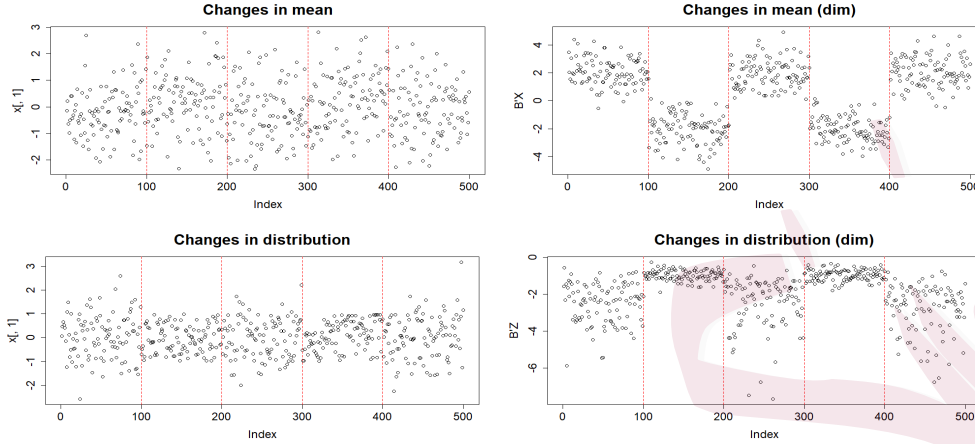 Changes in mean
x[, 1]
3
2
1
0
-1
-2
0 100 200 300 400 500
Index
Changes in mean (dim)
B'X
4
2
0
-2
-4
0 100 200 300 400 500
Index
Changes in distribution
x[, 1]
3
2
1
0
-1
-2
0 100 200 300 400 500
Index
Changes in distribution (dim)
B'Z
0
-2
-4
-6
0 100 200 300 400 500
Index